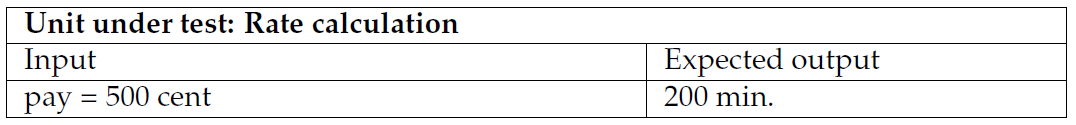 Unit under test: Rate calculation
Input Expected output
pay = 500 cent 200 min.